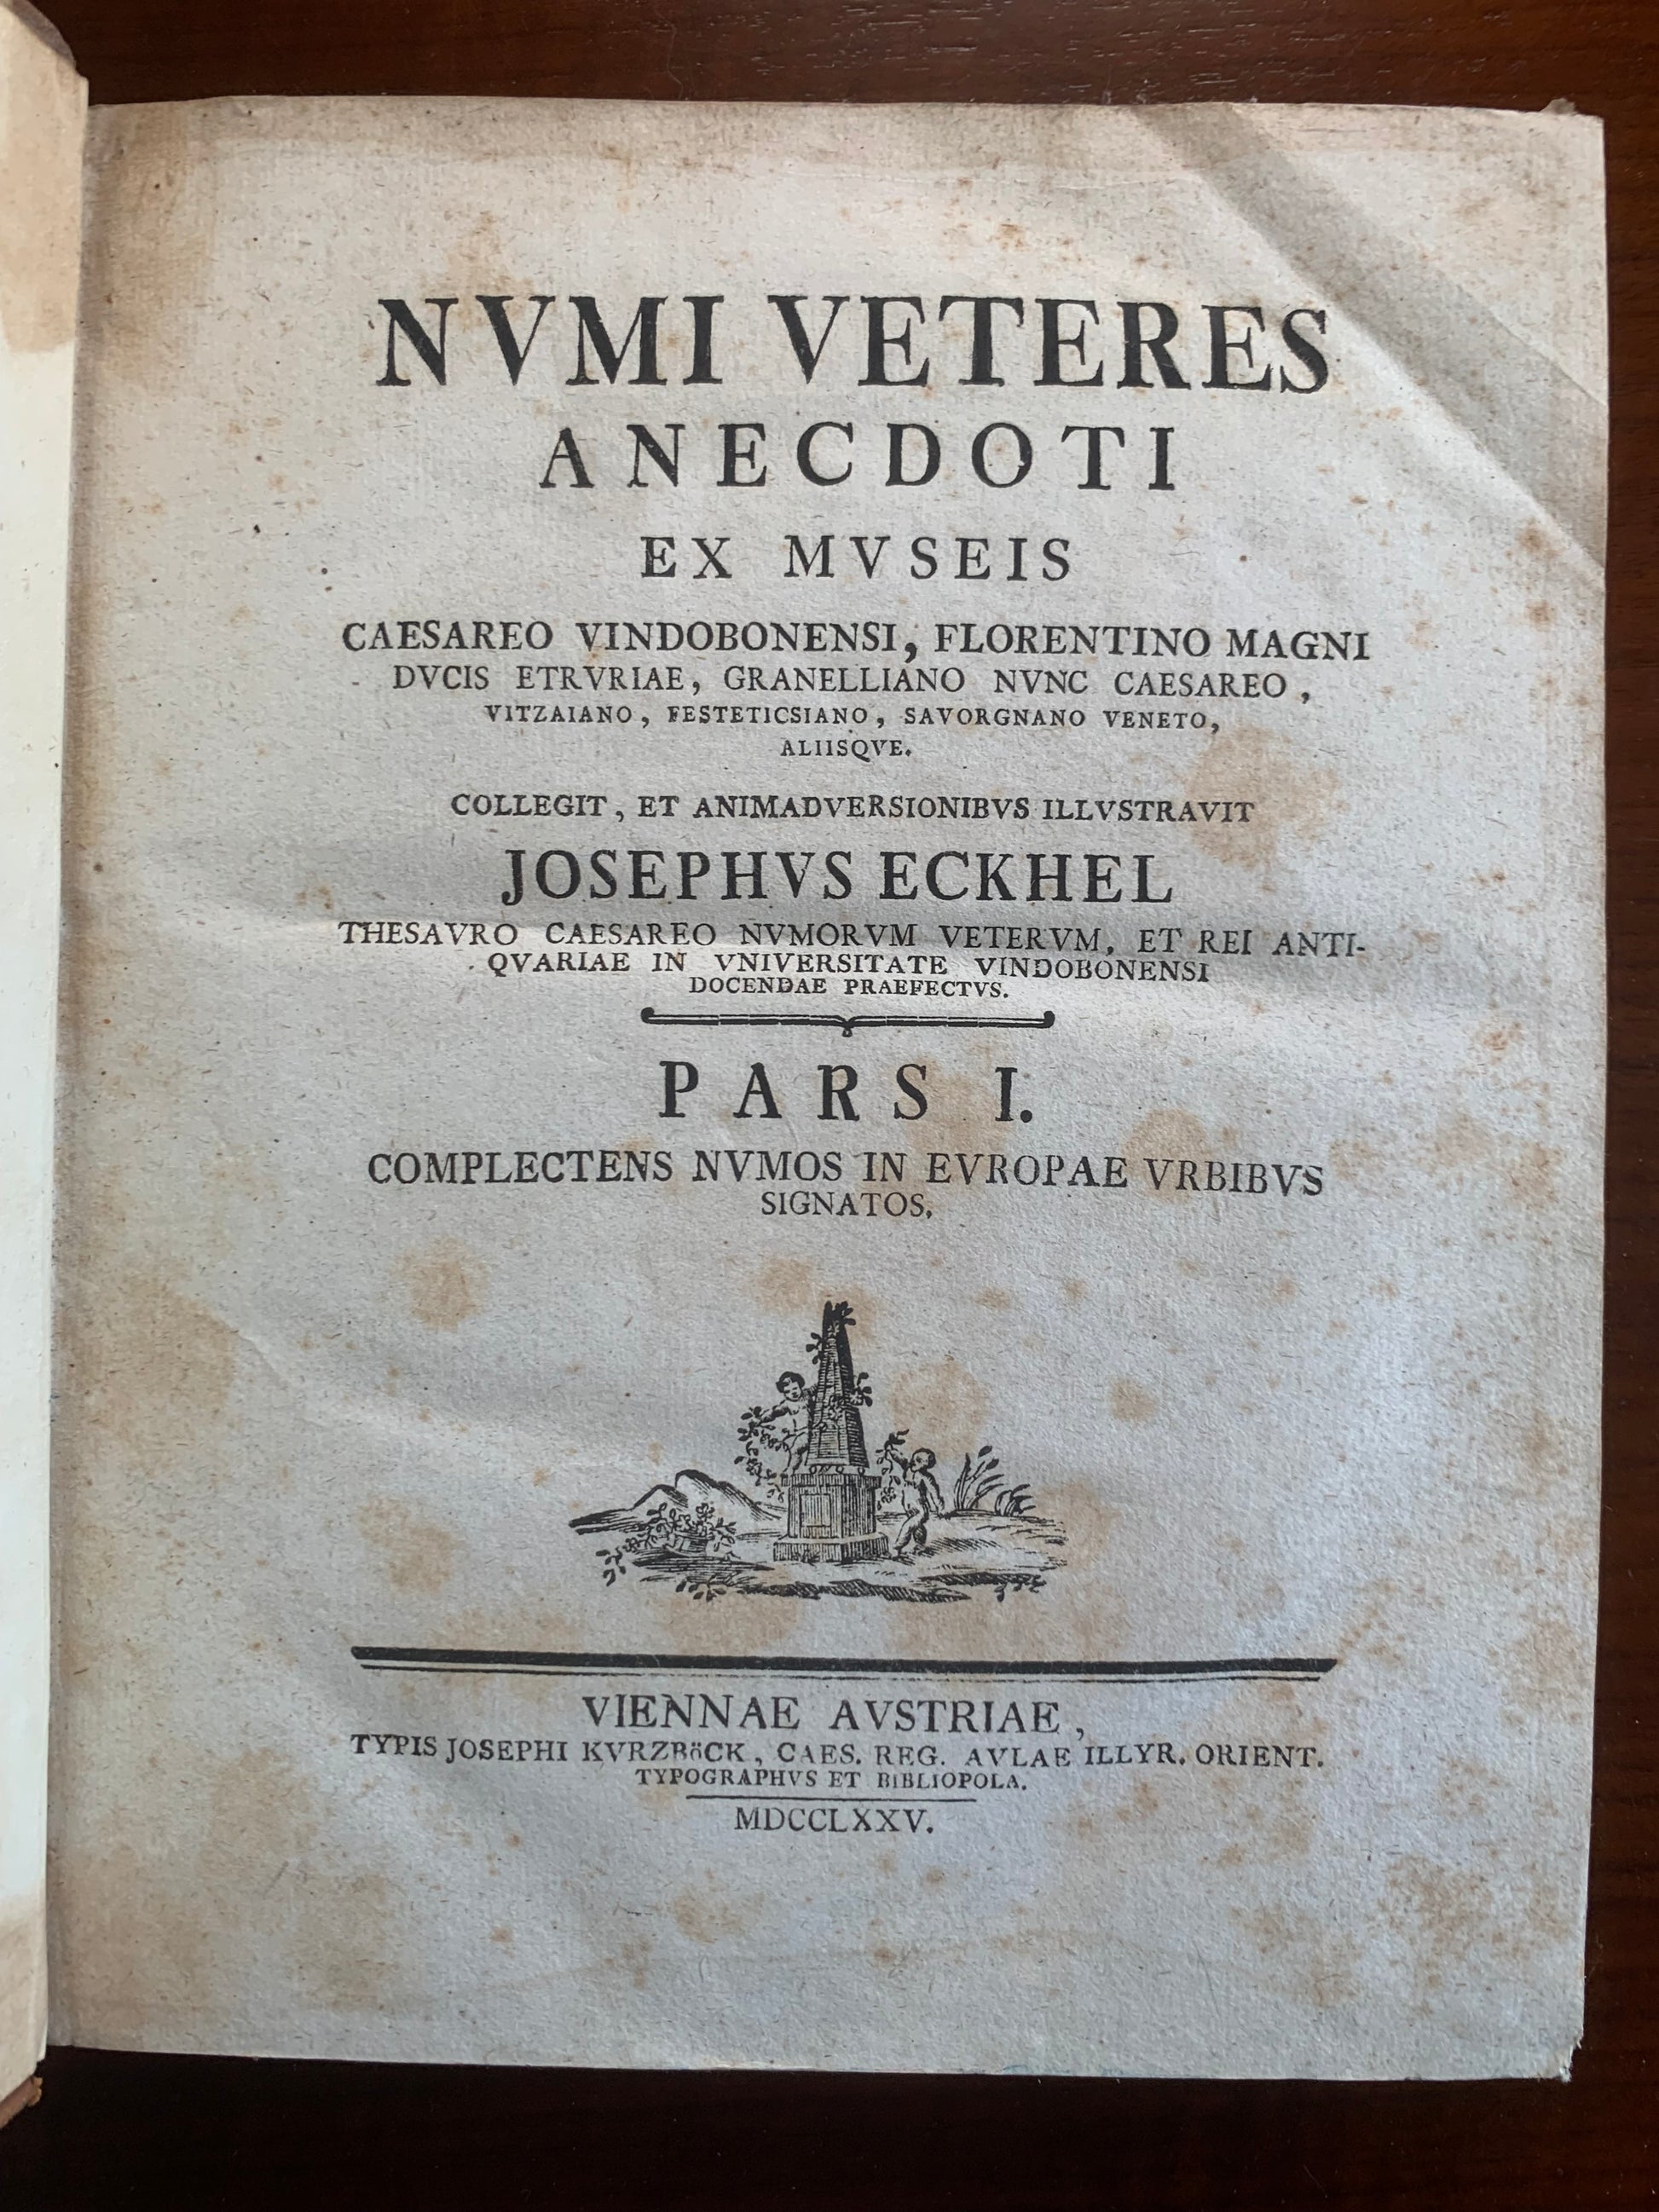 NVMI VETERES
ANECDOTI
EX MVSEIS
CAESAREO VINDOBONENSI, FLORENTINO MAGNI
DVCIS ETRVRIAE, GRANELLIANO NVNC CAESAREO,
VITZAIANO, FESTETICSIANO, SAVORGNANO VENETO,
ALIISQVE.
COLLEGIT, ET ANIMADVERSIONIBVS ILLVSTRAVIT
JOSEPHVS ECKHEL
THESAVRO CAESAREO NVMORVM VETERVM, ET REI ANTI-
QVARIAE IN VNIVERSITATE VINDOBONENSI
DOCENDAE PRAEFECTVS.
PARS I.
COMPLECTENS NVMOS IN EVROPAE VRBIBVS
SIGNATOS.
VIENNAE AVSTRIAE,
TYPIS JOSEPHI KVRZBöCK, CAES. REG. AVLAE ILLYR. ORIENT.
TYPOGRAPHVS ET BIBLIOPOLA.
MDCCLXXV.